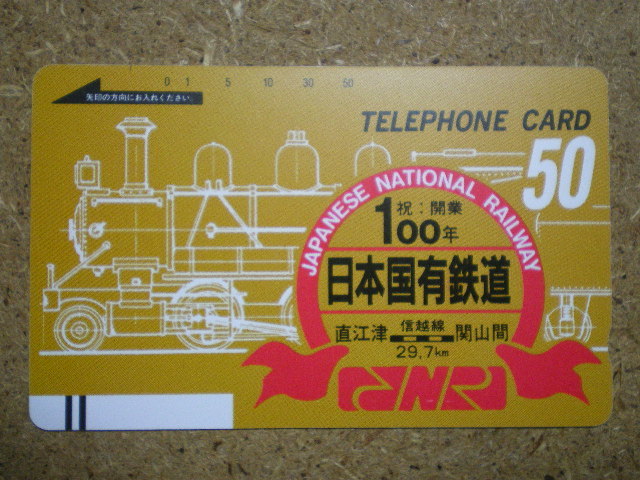 0 1 5 10 30 50
矢印の方向にお入れください
TELEPHONE CARD
50
JAPANESE NATIONAL RAILWAY
祝:開業
100年
日本国有鉄道
直江津 信越線 関山間
29,7km
JNR